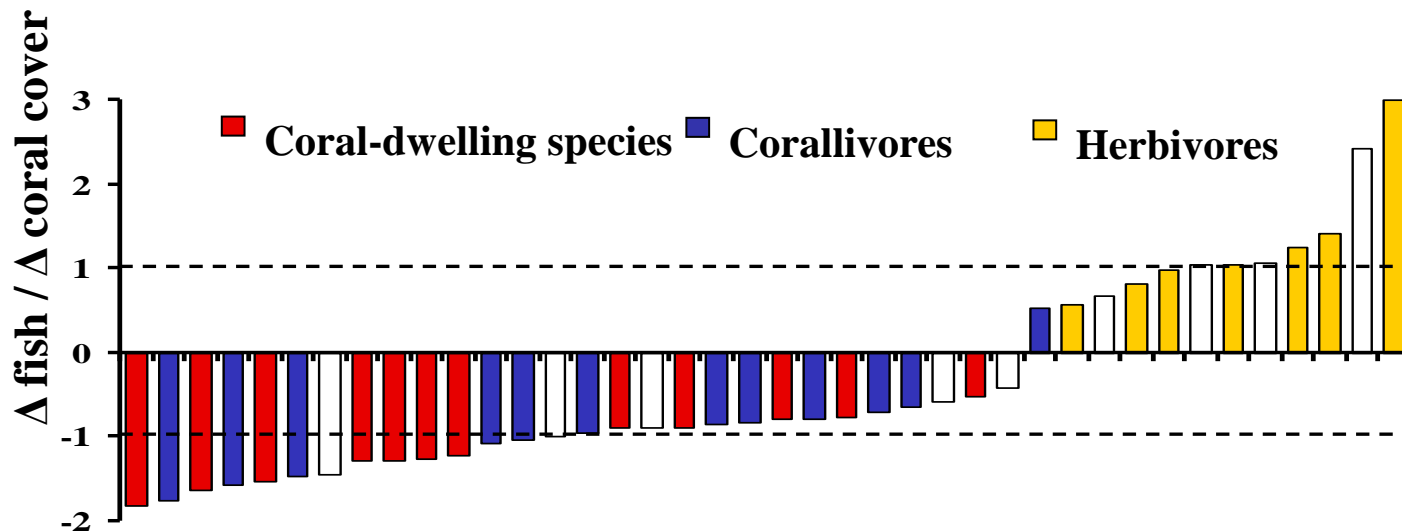 Δ fish / Δ coral cover
3
Coral-dwelling species
Corallivores
Herbivores
2
1
0
-1
-2